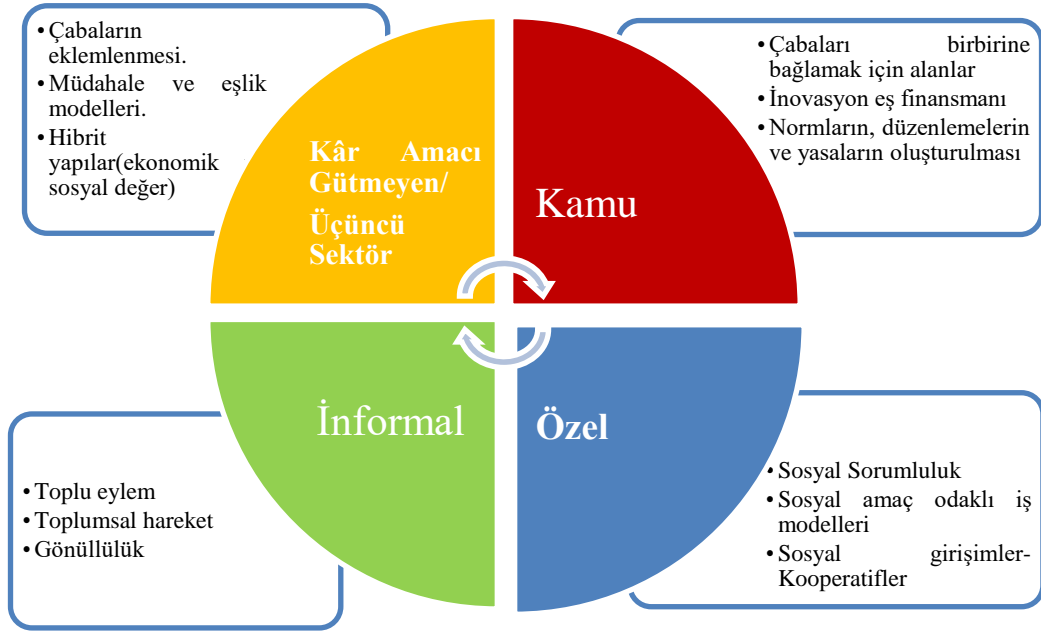 • Çabaların
eklemlenmesi.
• Müdahale ve eşlik
modelleri.
• Hibrit
yapılar(ekonomik
sosyal değer)
Kâr Amacı
Gütmeyen/
Üçüncü
Sektör
Kamu
• Çabaları birbirine
bağlamak için alanlar
• İnovasyon eş finansmanı
• Normların, düzenlemelerin
ve yasaların oluşturulması
İnformal
• Toplu eylem
• Toplumsal hareket
• Gönüllülük
Özel
• Sosyal Sorumluluk
• Sosyal amaç odaklı iş
modelleri
• Sosyal girişimler-
Kooperatifler